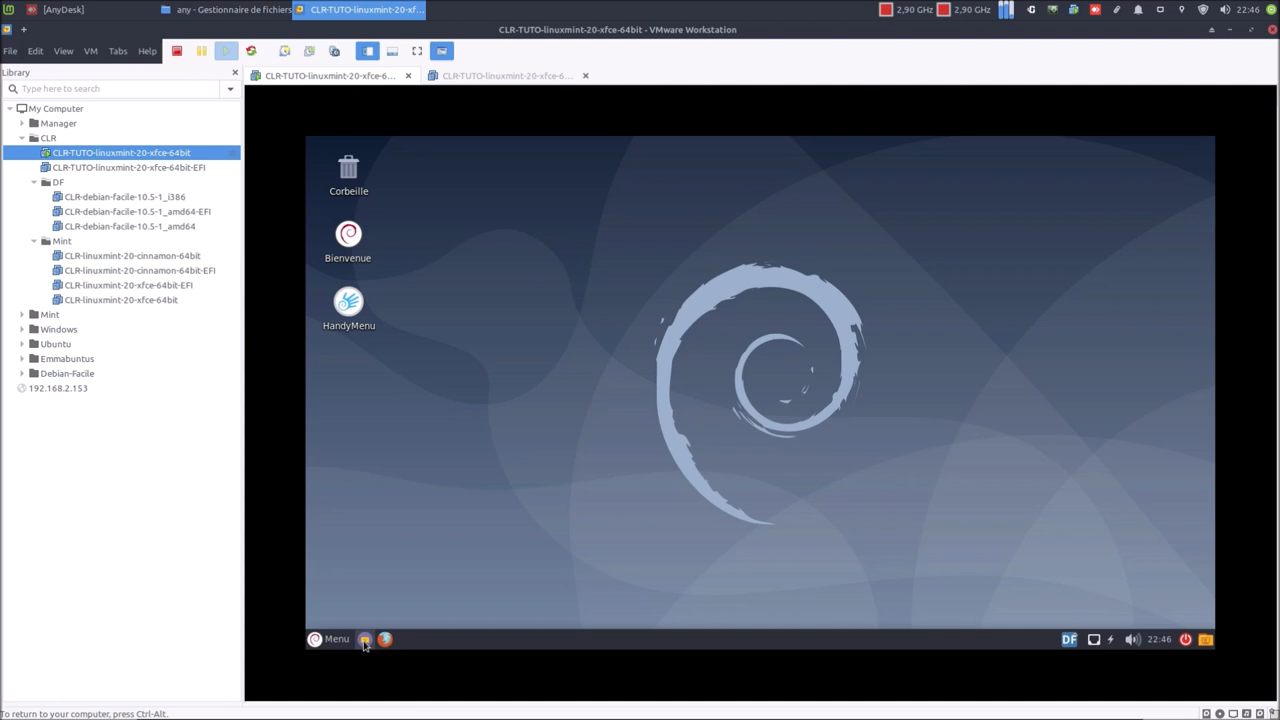 [AnyDesk]
any - Gestionnaire de fichiers
CLR-TUTO-linuxmint-20-xf...
2,90 GHz
2,90 GHz
22:46
CLR-TUTO-linuxmint-20-xfce-64bit - VMware Workstation
File Edit View VM Tabs Help
Library
CLR-TUTO-linuxmint-20-xfce-6...
CLR-TUTO-linuxmint-20-xfce-6...
Type here to search
My Computer
Manager
CLR
CLR-TUTO-linuxmint-20-xfce-64bit
CLR-TUTO-linuxmint-20-xfce-64bit-EFI
DF
CLR-debian-facile-10.5-1_i386
CLR-debian-facile-10.5-1_amd64-EFI
CLR-debian-facile-10.5-1_amd64
Mint
CLR-linuxmint-20-cinnamon-64bit
CLR-linuxmint-20-cinnamon-64bit-EFI
CLR-linuxmint-20-xfce-64bit-EFI
CLR-linuxmint-20-xfce-64bit
Mint
Windows
Ubuntu
Emmabuntus
Debian-Facile
192.168.2.153
Corbeille
Bienvenue
HandyMenu
Menu
DF
22:46
To return to your computer, press Ctrl-Alt.